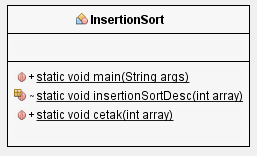 InsertionSort
+ static void main(String args)
~ static void insertionSortDesc(int array)
+ static void cetak(int array)